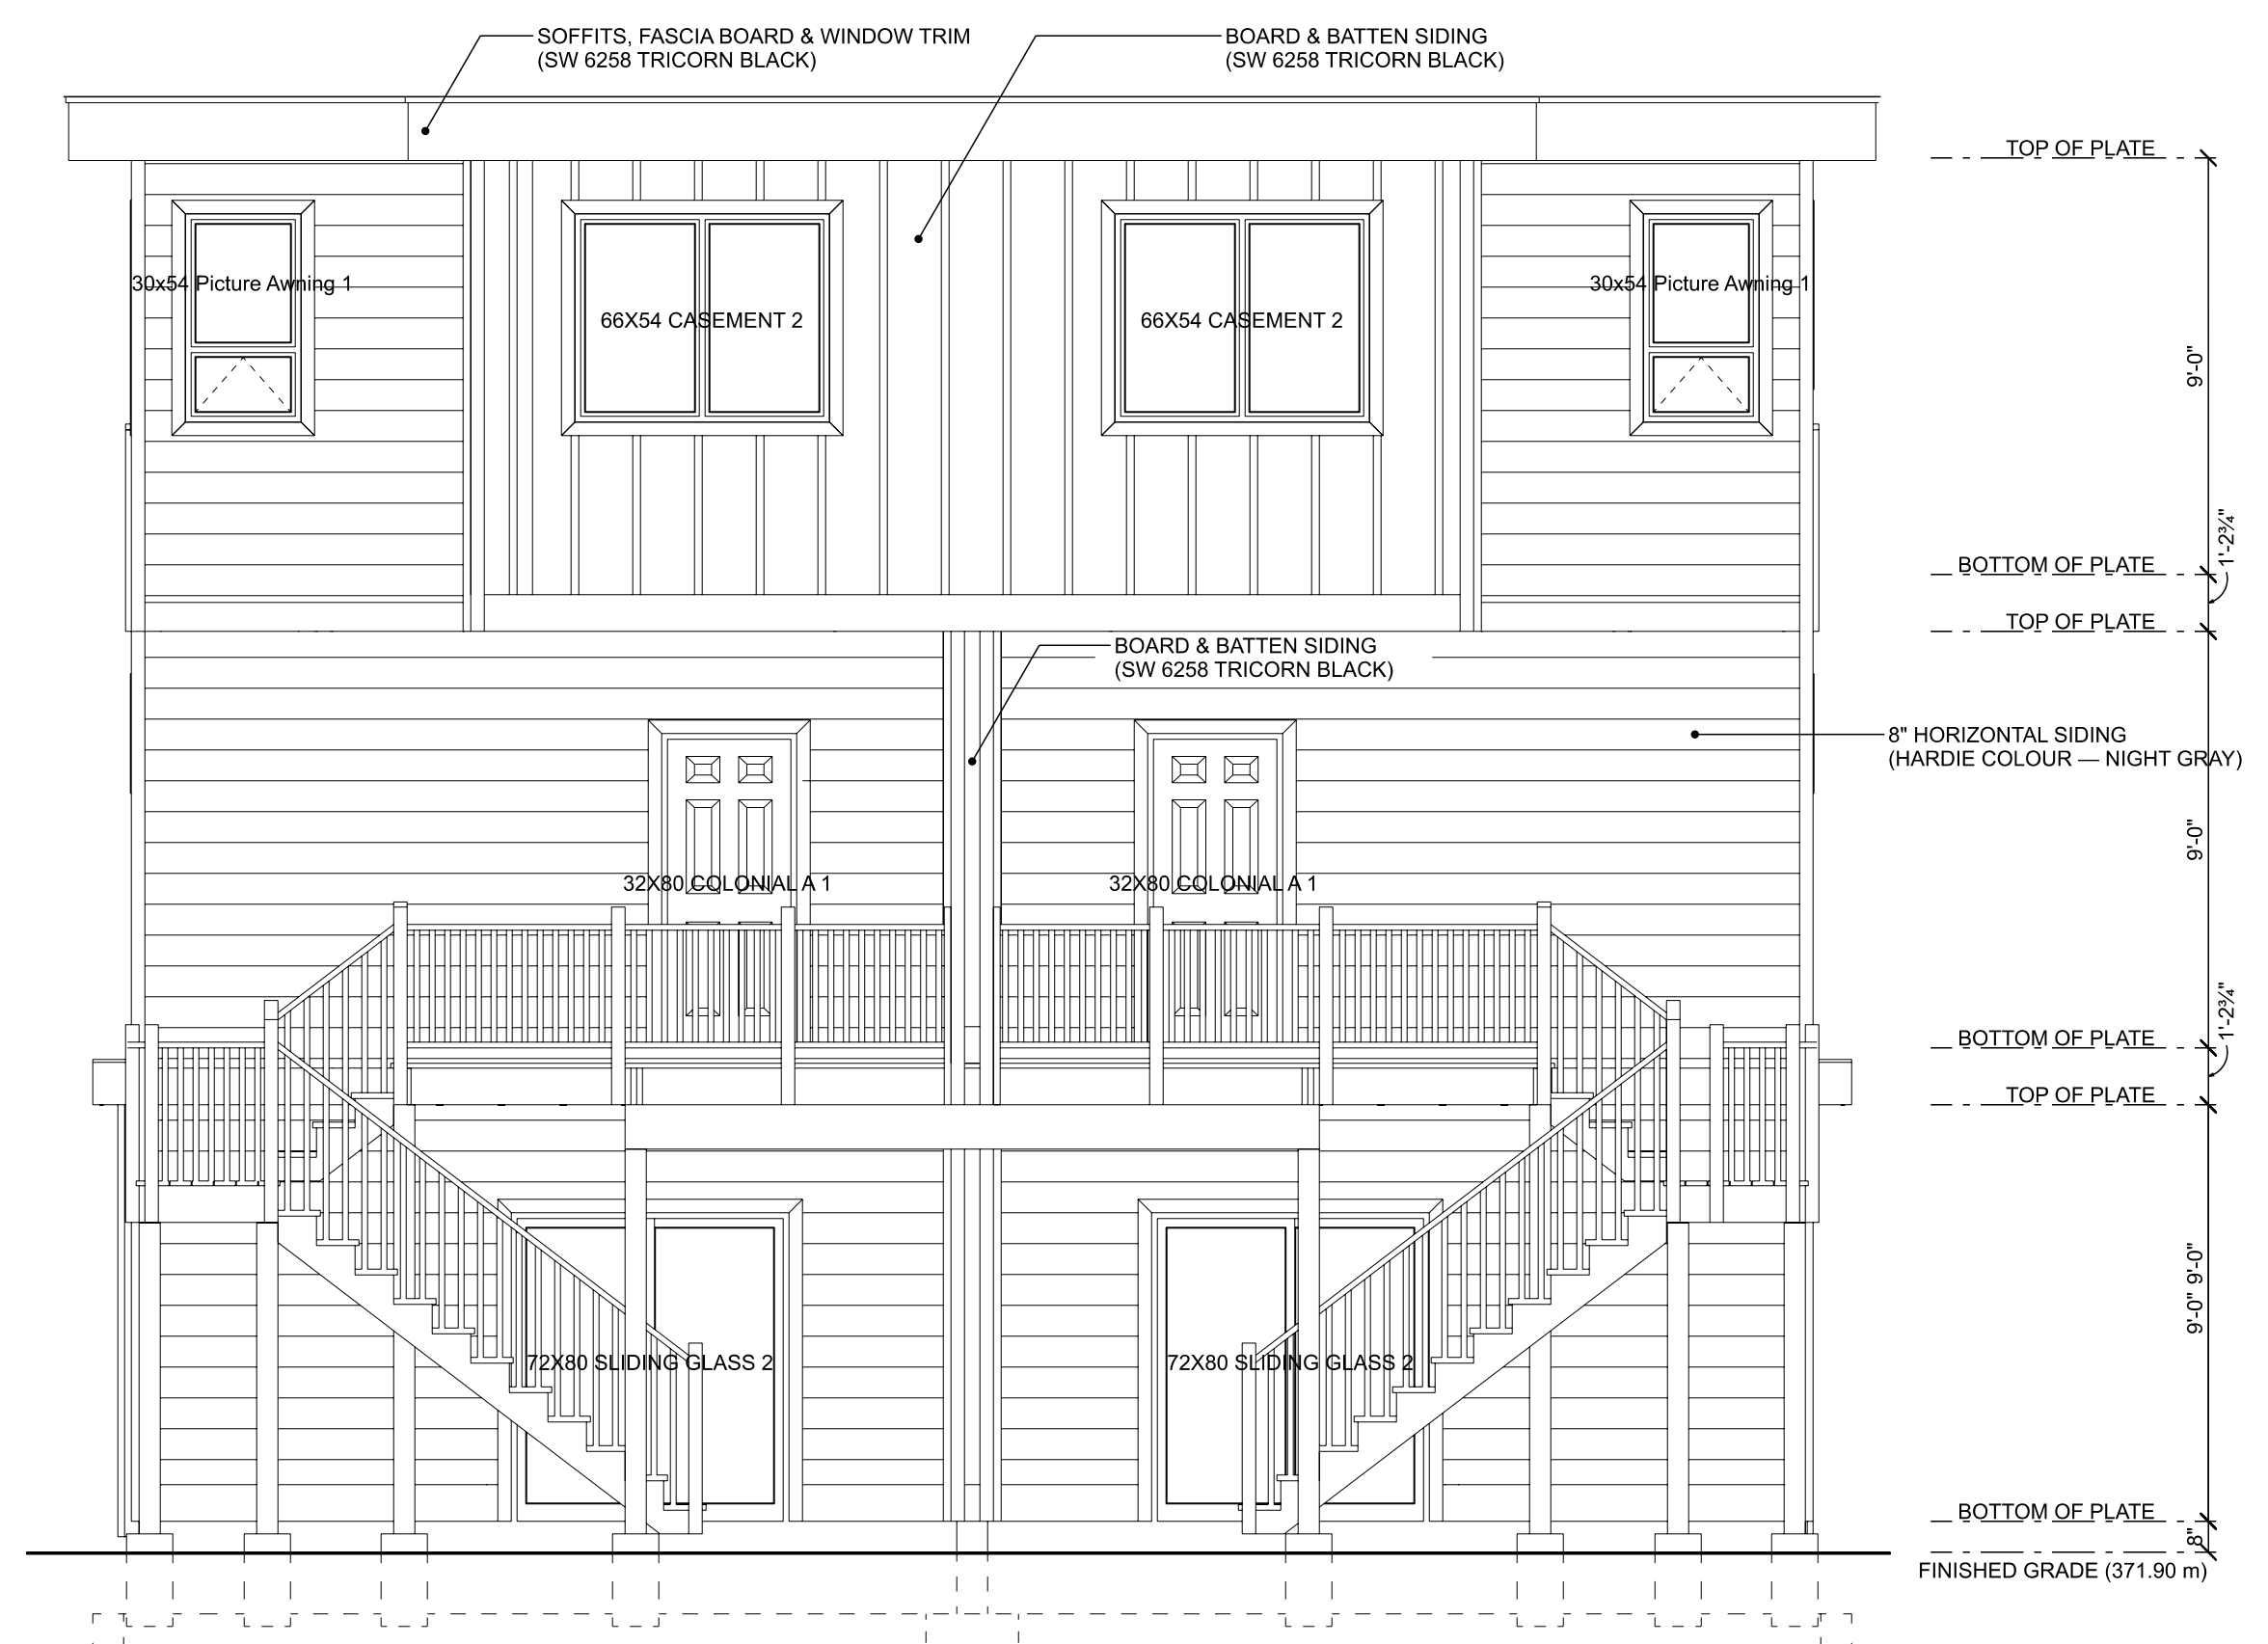 SOFFITS, FASCIA BOARD & WINDOW TRIM
(SW 6258 TRICORN BLACK)
BOARD & BATTEN SIDING
(SW 6258 TRICORN BLACK)
TOP OF PLATE
30x54 Picture Awning 1
66X54 CASEMENT 2
66X54 CASEMENT 2
30x54 Picture Awning 1
9'-0"
1'-2¾"
BOTTOM OF PLATE
TOP OF PLATE
BOARD & BATTEN SIDING
(SW 6258 TRICORN BLACK)
8" HORIZONTAL SIDING
(HARDIE COLOUR — NIGHT GRAY)
9'-0"
32X80 COLONIAL A 1
32X80 COLONIAL A 1
1'-2¾"
BOTTOM OF PLATE
TOP OF PLATE
9'-0" 9'-0"
72X80 SLIDING GLASS 2
72X80 SLIDING GLASS 2
BOTTOM OF PLATE
8"
FINISHED GRADE (371.90 m)